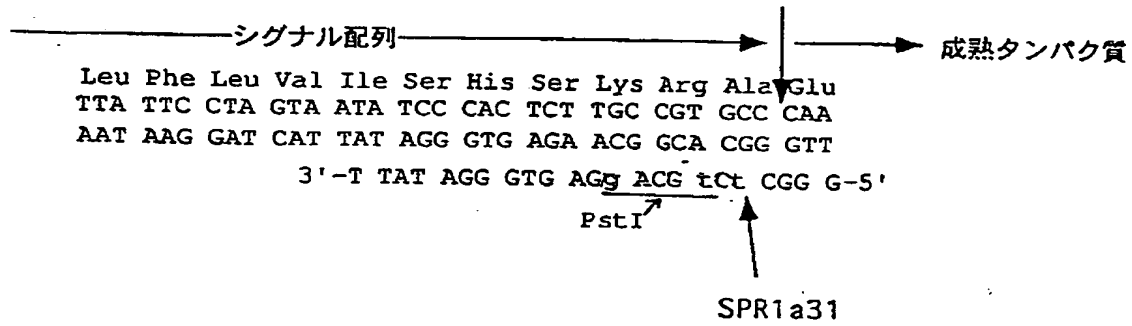 シグナル配列
成熟タンパク質
Leu Phe Leu Val Ile Ser His Ser Lys Arg Ala Glu
TTA TTC CTA GTA ATA TCC CAC TCT TGC CGT GCC CAA
AAT AAG GAT CAT TAT AGG GTG AGA ACG GCA CGG GTT
3'-T TAT AGG GTG AGg ACG tCt CGG G-5'
PstI
SPR1a31